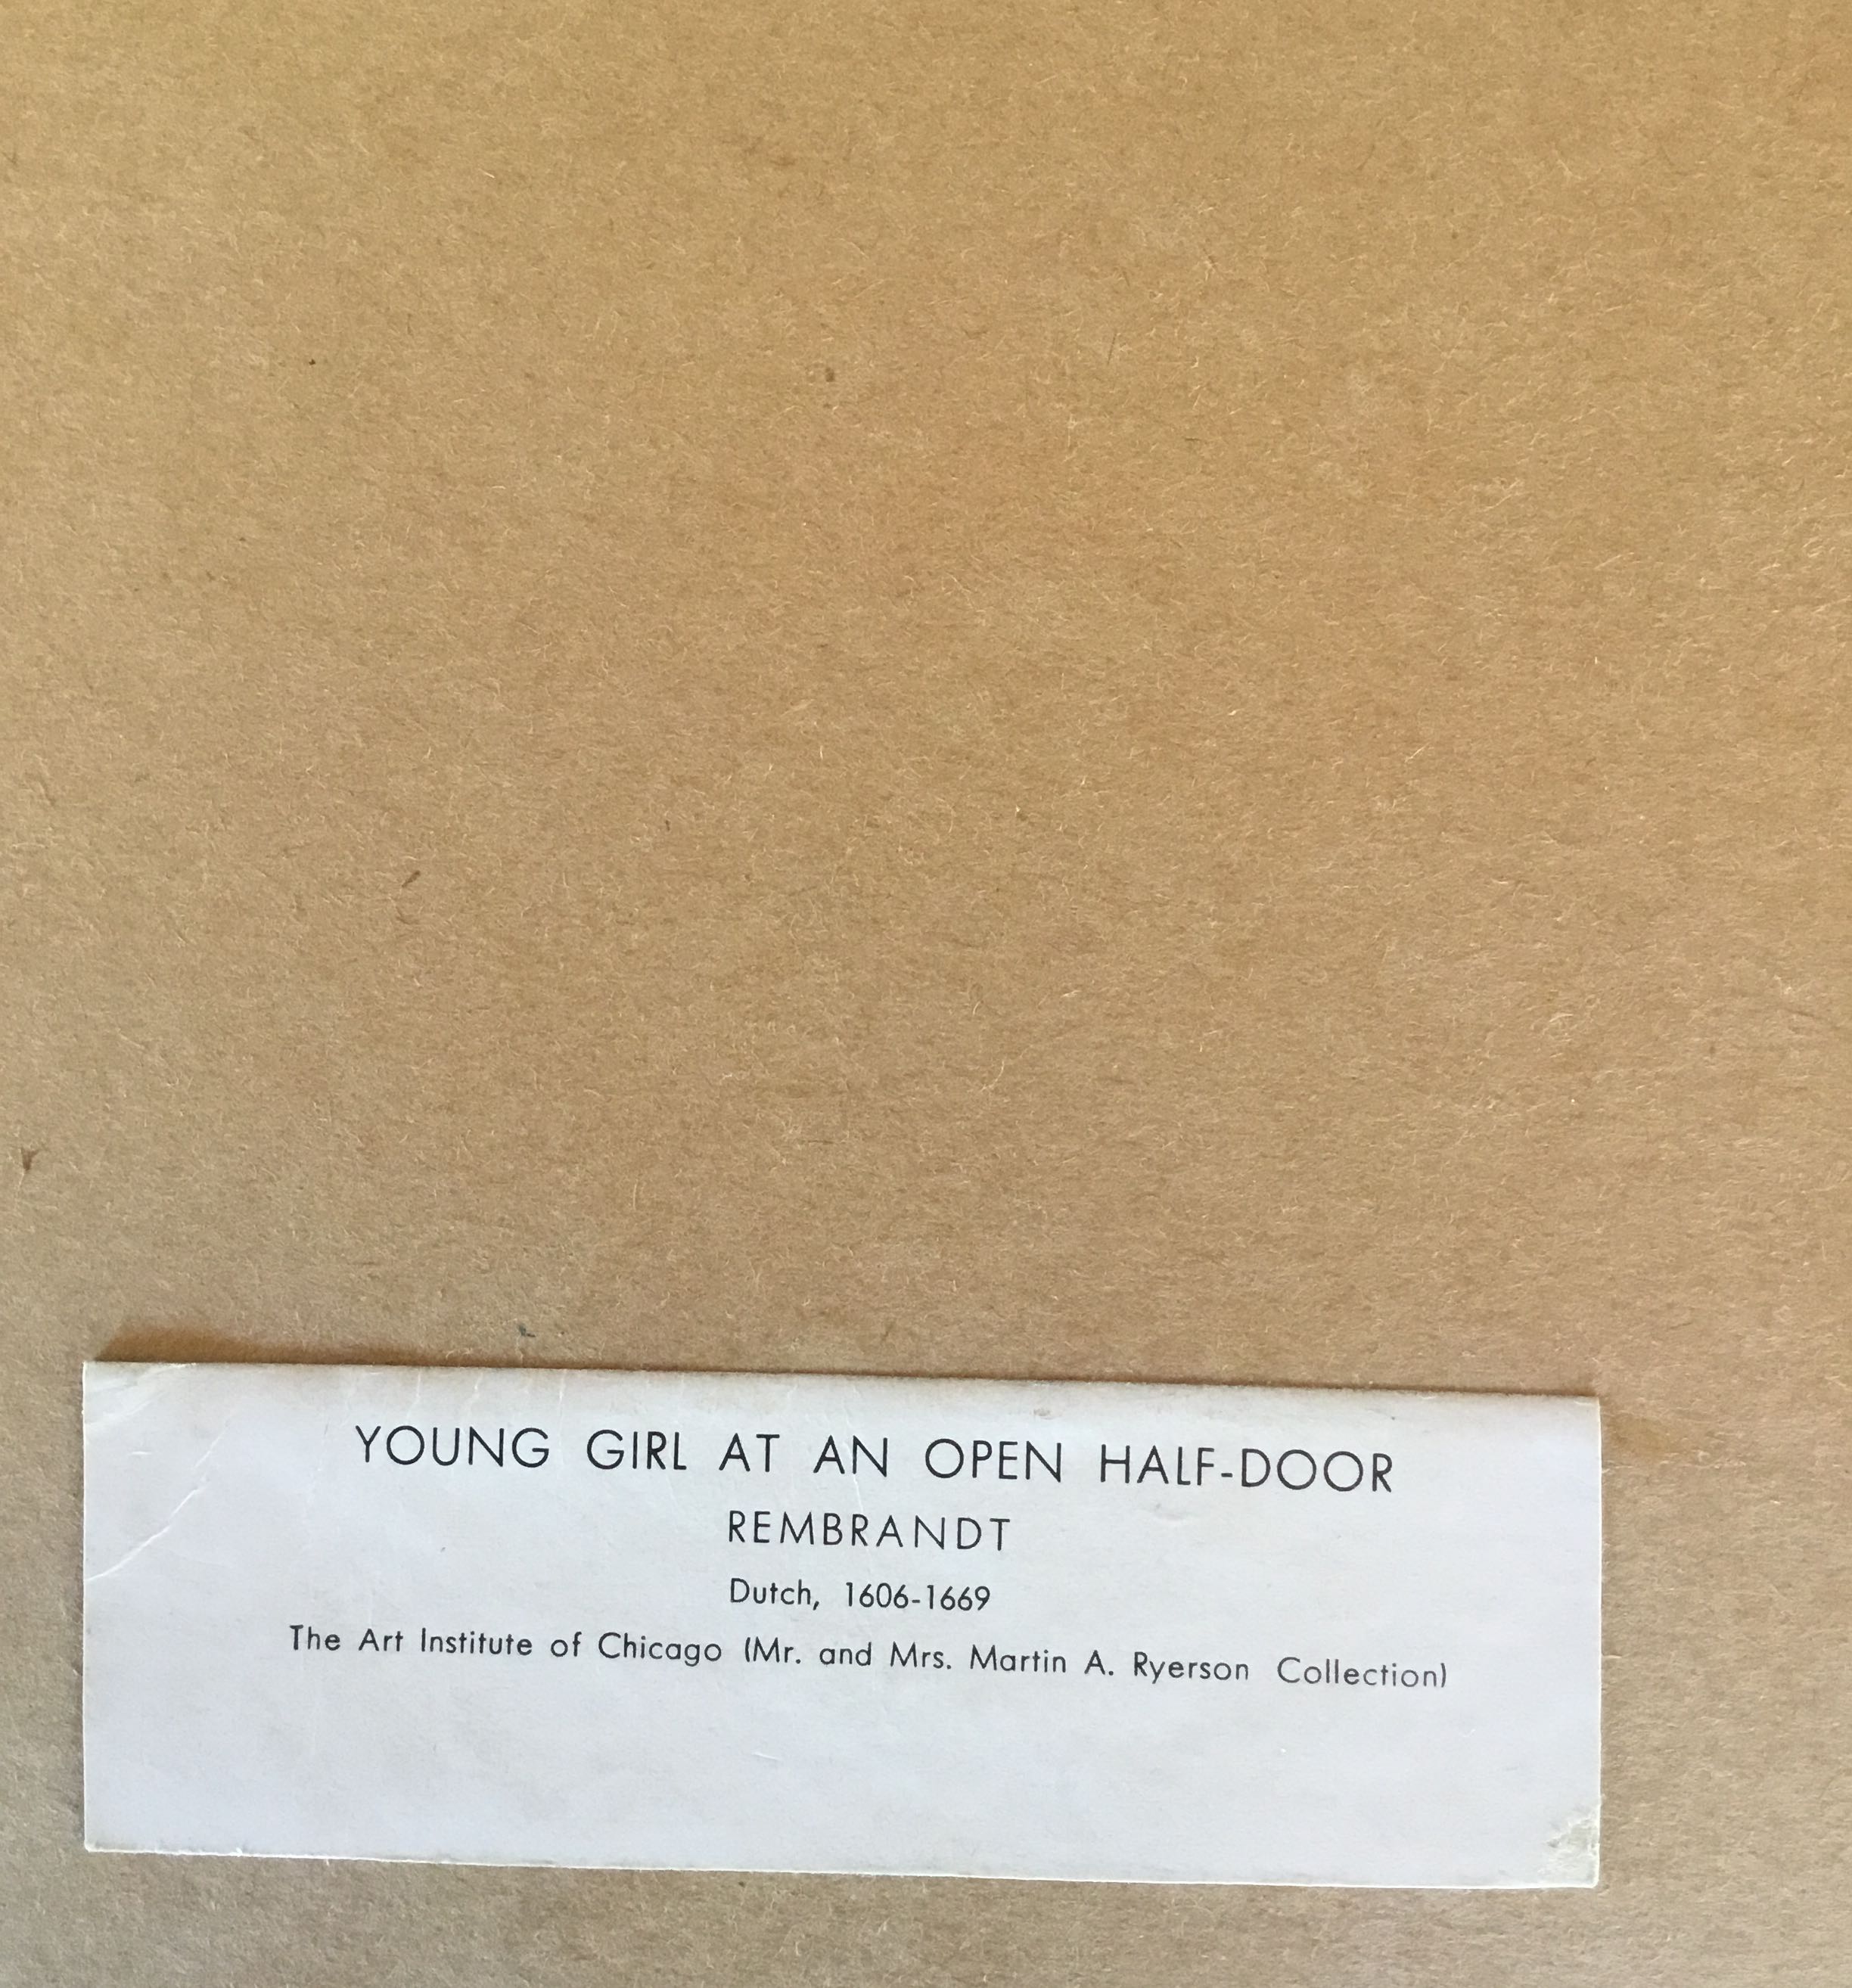 YOUNG GIRL AT AN OPEN HALF-DOOR
REMBRANDT
Dutch, 1606-1669
The Art Institute of Chicago (Mr. and Mrs. Martin A. Ryerson Collection)